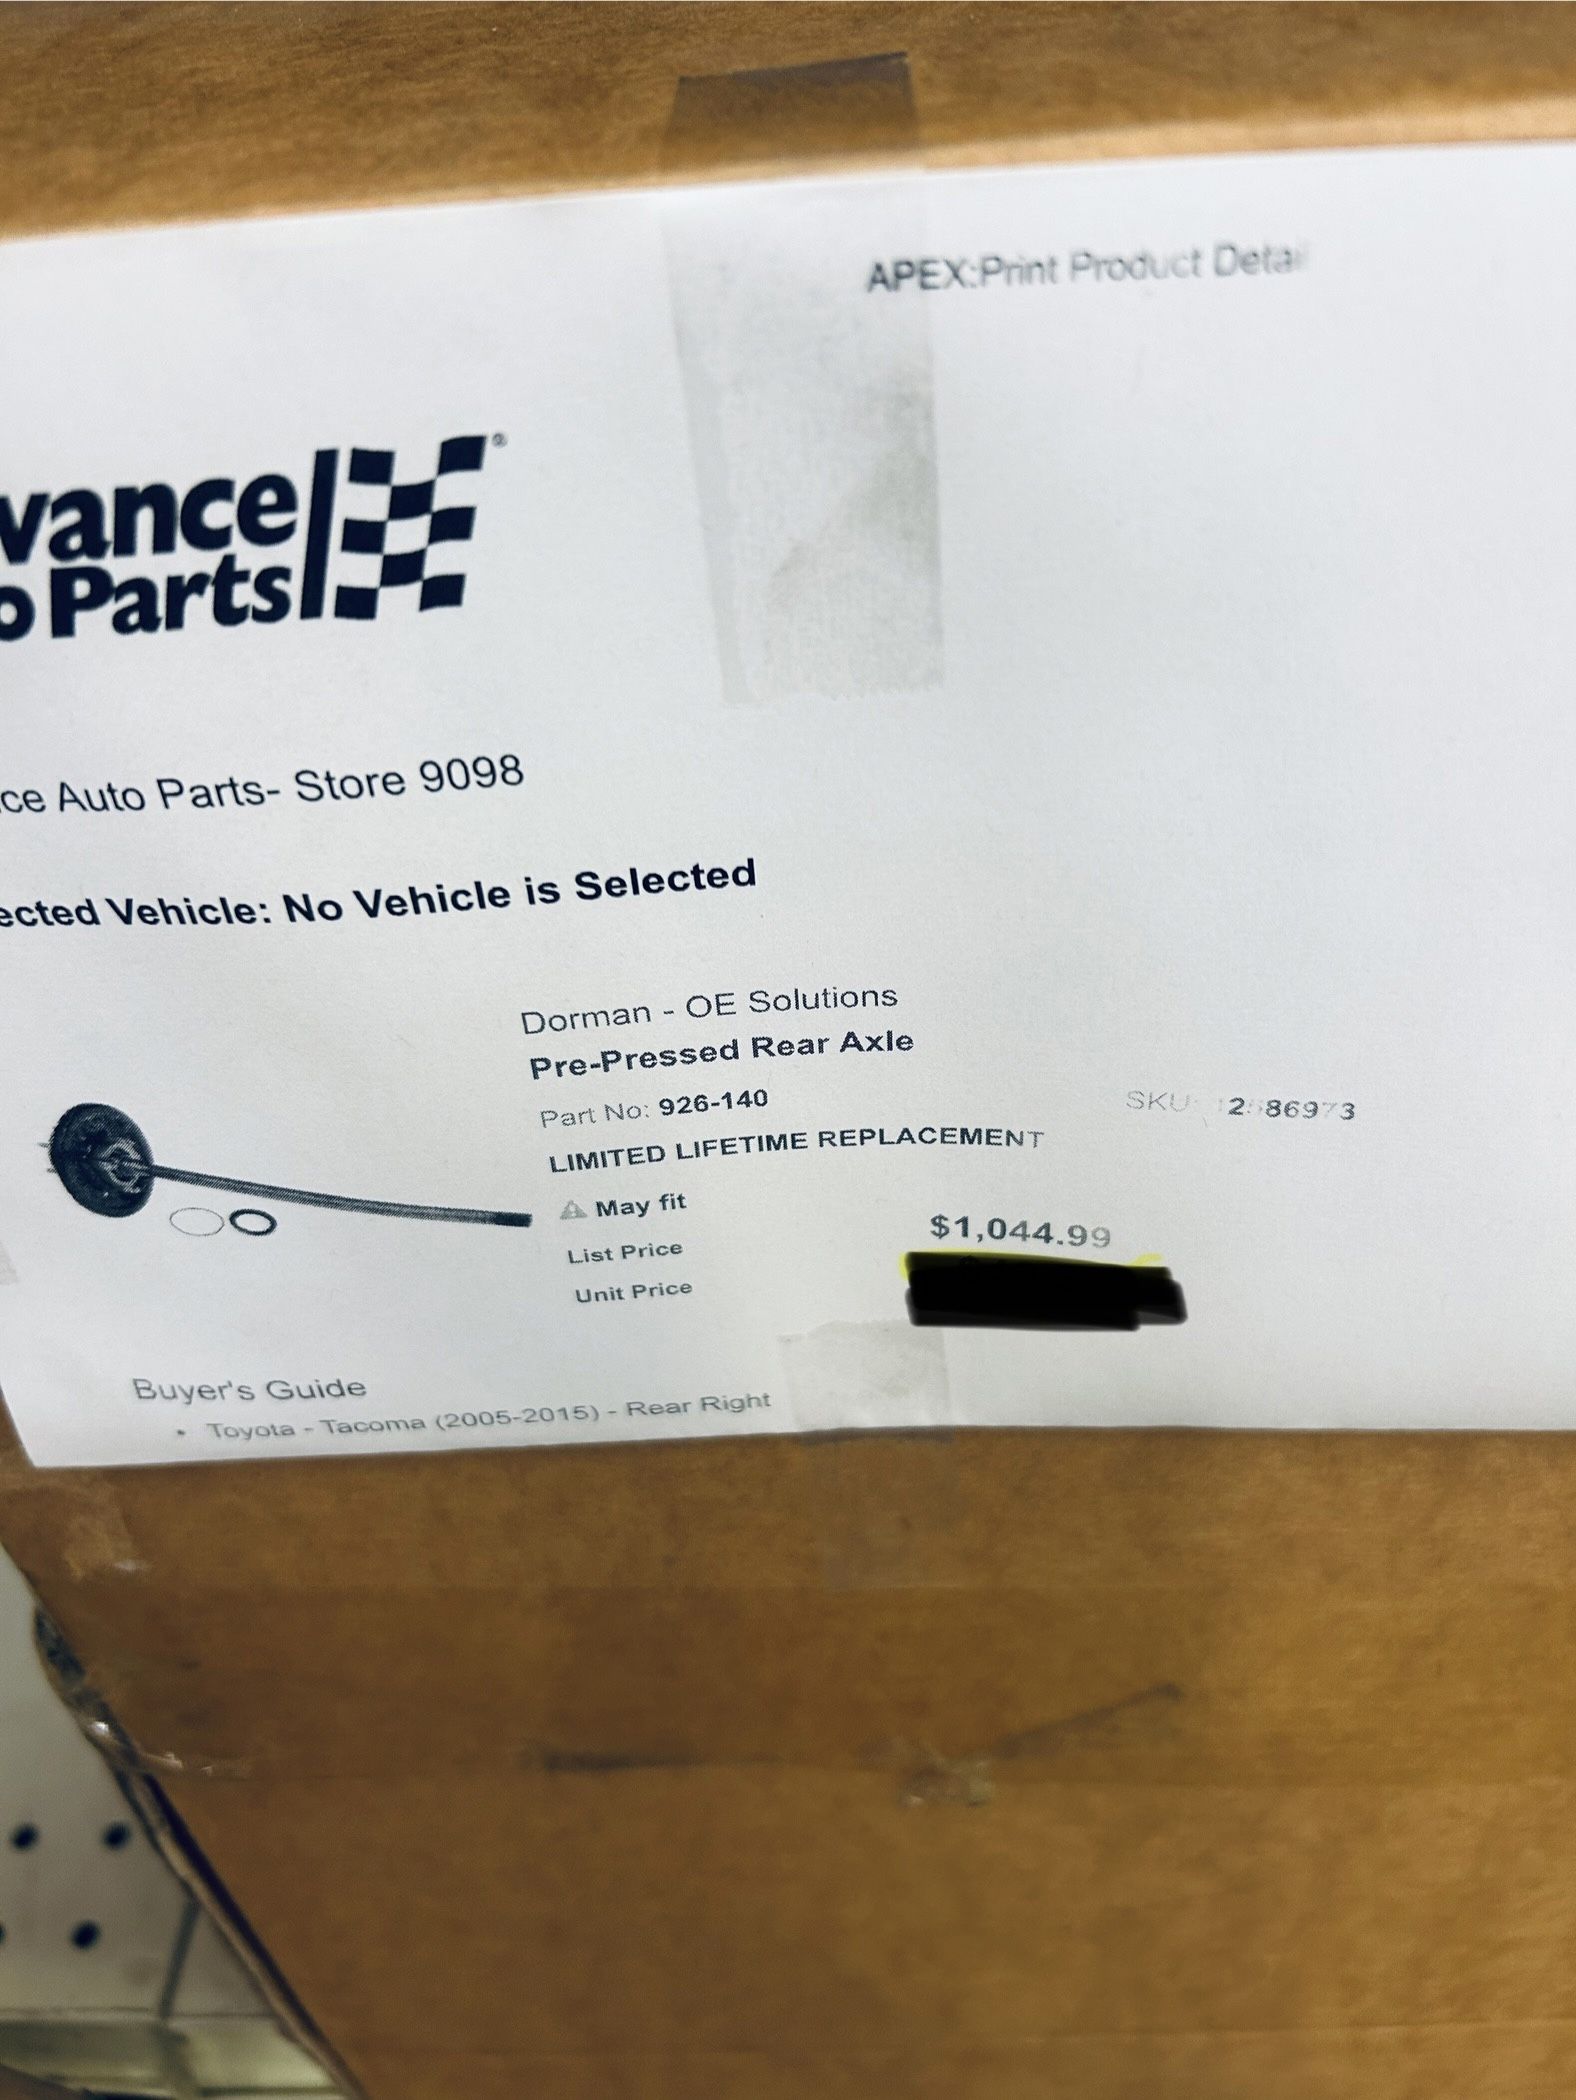 APEX:Print Product Detai
vance
o Parts
®
ce Auto Parts- Store 9098
ected Vehicle: No Vehicle is Selected
Dorman - OE Solutions
Pre-Pressed Rear Axle
Part No: 926-140
SKU
LIMITED LIFETIME REPLACEMENT
May fit
List Price $1,044.99
Unit Price
Buyer's Guide
• Toyota - Tacoma (2005-2015) - Rear Right